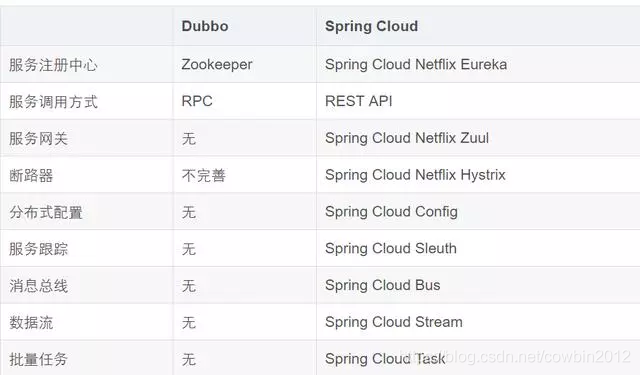 Dubbo Spring Cloud
服务注册中心 Zookeeper Spring Cloud Netflix Eureka
服务调用方式 RPC REST API
服务网关 无 Spring Cloud Netflix Zuul
断路器 不完善 Spring Cloud Netflix Hystrix
分布式配置 无 Spring Cloud Config
服务跟踪 无 Spring Cloud Sleuth
消息总线 无 Spring Cloud Bus
数据流 无 Spring Cloud Stream
批量任务 无 Spring Cloud Task
https://blog.csdn.net/cowbin2012